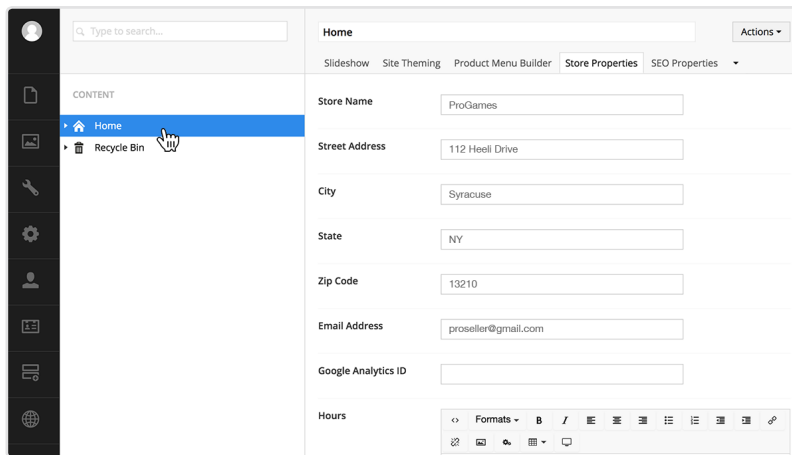 Type to search...
Home
Actions
Slideshow Site Theming Product Menu Builder Store Properties SEO Properties
CONTENT
Home
Recycle Bin
Store Name
ProGames
Street Address
112 Heeli Drive
City
Syracuse
State
NY
Zip Code
13210
Email Address
proseller@gmail.com
Google Analytics ID
Hours
Formats B I